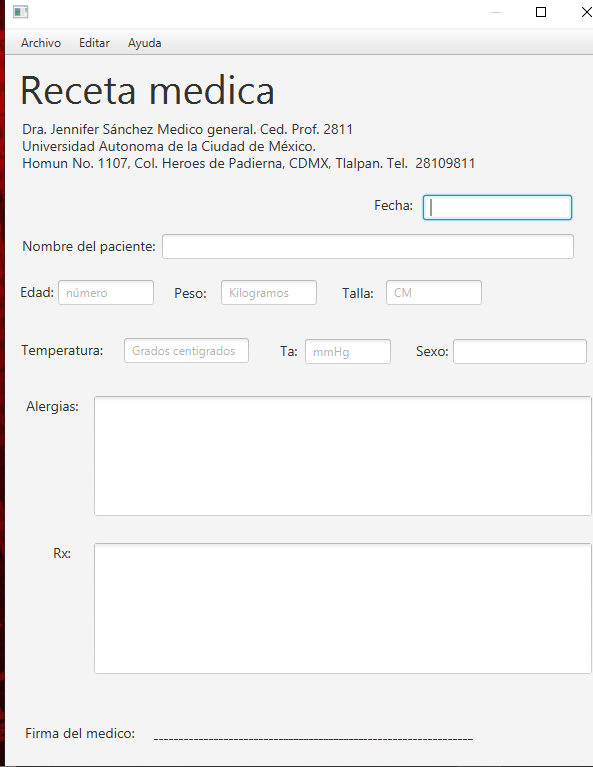 Archivo Editar Ayuda
Receta medica
Dra. Jennifer Sánchez Medico general. Ced. Prof. 2811
Universidad Autonoma de la Ciudad de México.
Homun No. 1107, Col. Heroes de Padierna, CDMX, Tlalpan. Tel. 28109811
Fecha:
Nombre del paciente:
Edad: número Peso: Kilogramos Talla: CM
Temperatura: Grados centigrados Ta: mmHg Sexo:
Alergias:
Rx:
Firma del medico: ________________________________